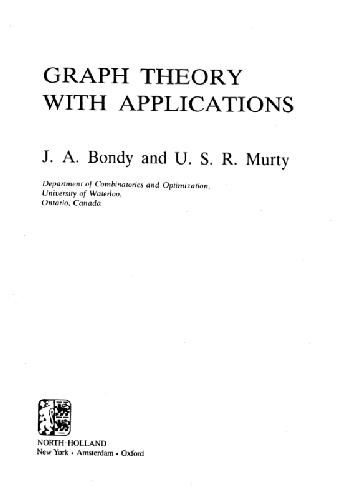 GRAPH THEORY
WITH APPLICATIONS
J. A. Bondy and U. S. R. Murty
Department of Combinatorics and Optimization,
University of Waterloo,
Ontario, Canada
NORTH-HOLLAND
New York • Amsterdam • Oxford